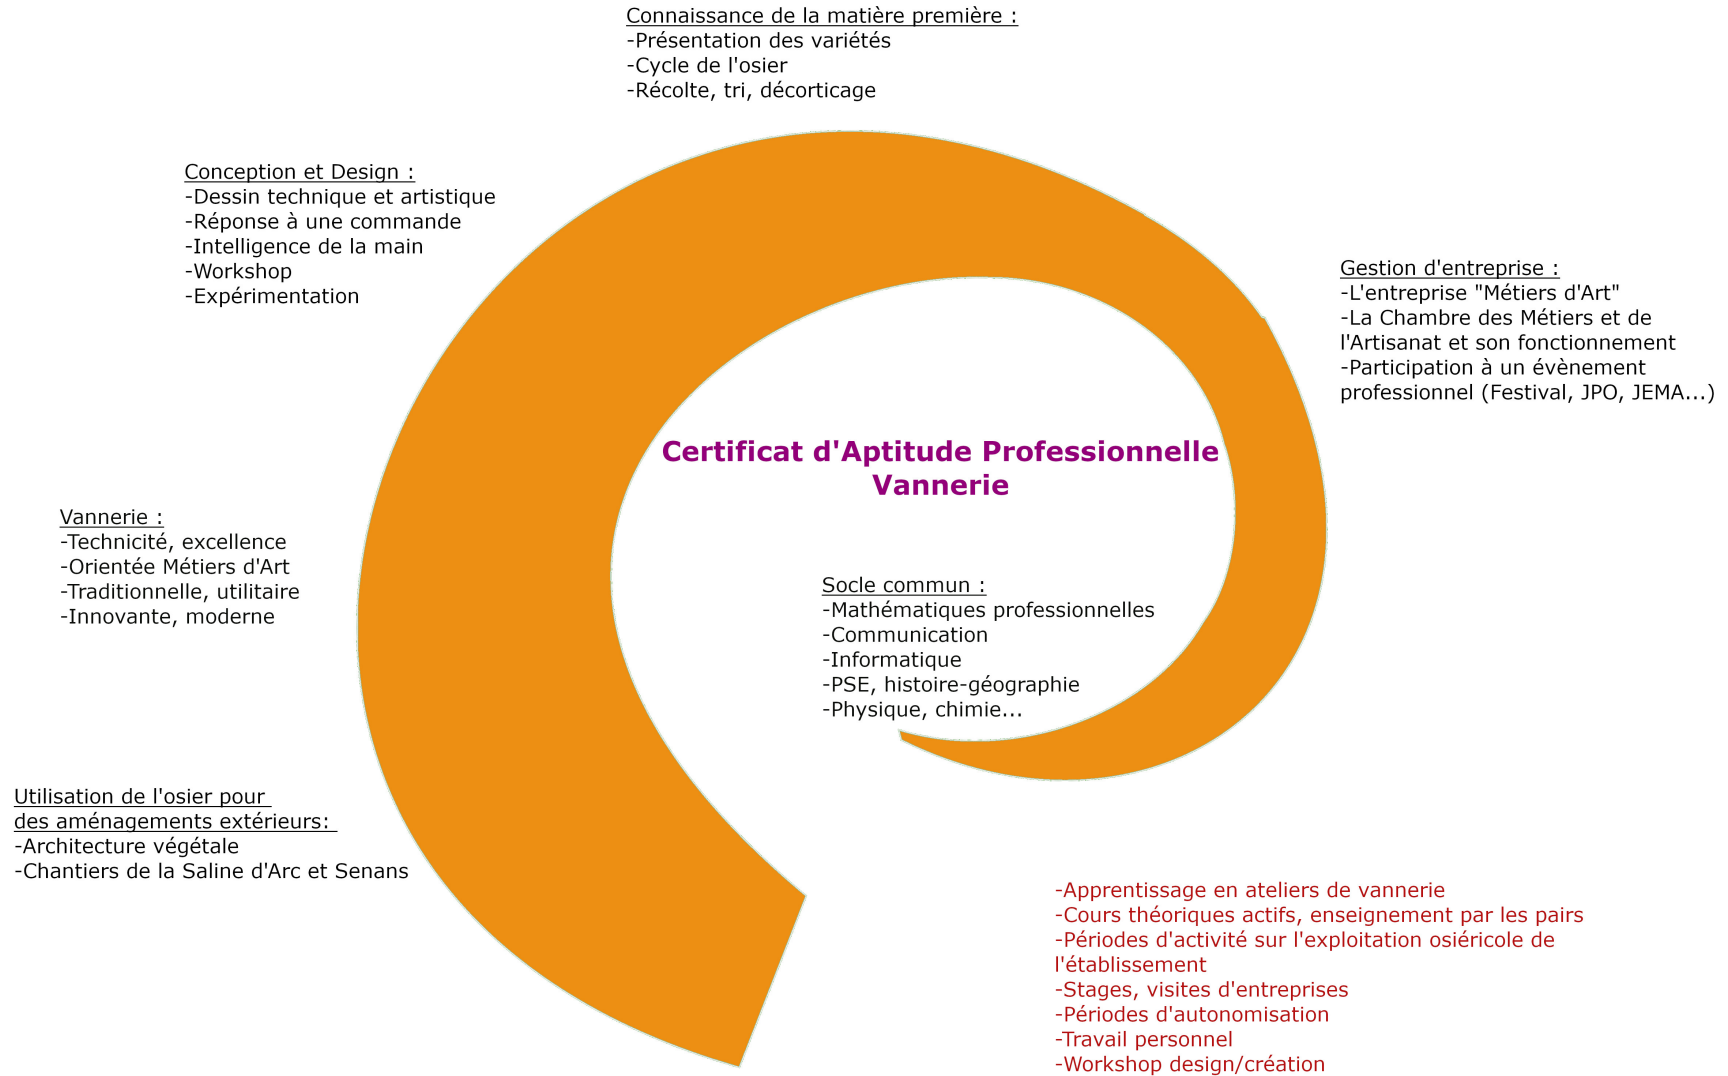 Connaissance de la matière première :
-Présentation des variétés
-Cycle de l'osier
-Récolte, tri, décorticage
Conception et Design :
-Dessin technique et artistique
-Réponse à une commande
-Intelligence de la main
-Workshop
-Expérimentation
Gestion d'entreprise :
-L'entreprise "Métiers d'Art"
-La Chambre des Métiers et de
l'Artisanat et son fonctionnement
-Participation à un évènement
professionnel (Festival, JPO, JEMA...)
Certificat d'Aptitude Professionnelle
Vannerie
Vannerie :
-Technicité, excellence
-Orientée Métiers d'Art
-Traditionnelle, utilitaire
-Innovante, moderne
Socle commun :
-Mathématiques professionnelles
-Communication
-Informatique
-PSE, histoire-géographie
-Physique, chimie...
Utilisation de l'osier pour
des aménagements extérieurs:
-Architecture végétale
-Chantiers de la Saline d'Arc et Senans
-Apprentissage en ateliers de vannerie
-Cours théoriques actifs, enseignement par les pairs
-Périodes d'activité sur l'exploitation osiéricole de
l'établissement
-Stages, visites d'entreprises
-Périodes d'autonomisation
-Travail personnel
-Workshop design/création